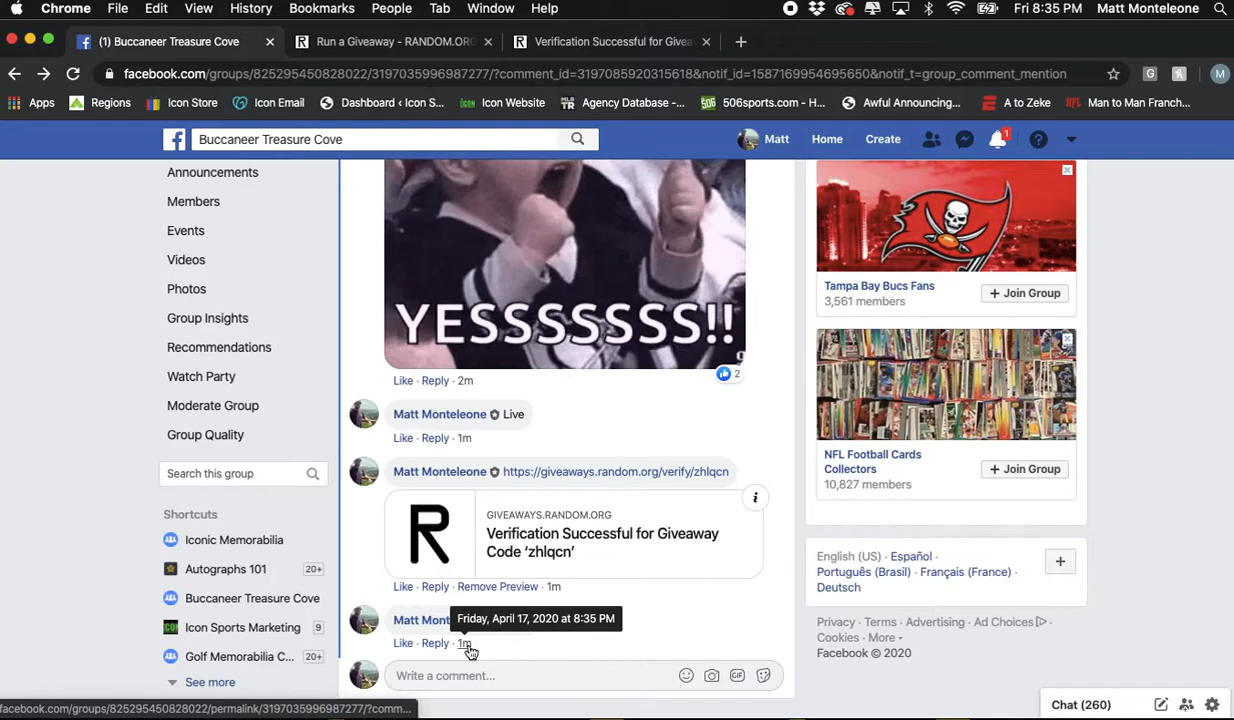 Chrome File Edit View History Bookmarks People Tab Window Help Fri 8:35 PM Matt Monteleone
(1) Buccaneer Treasure Cove Run a Giveaway - RANDOM.ORG Verification Successful for Givea
facebook.com/groups/825295450828022/3197035996987277/?comment_id=3197085920315618&notif_id=1587169954695650&notif_t=group_comment_mention
Apps Regions Icon Store Icon Email Dashboard ‹ Icon S... Icon Website Agency Database -... 506sports.com - H... Awful Announcing... A to Zeke Man to Man Franch...
Buccaneer Treasure Cove Matt Home Create 1
Announcements
Members
Events
Videos
Photos
Group Insights
Recommendations
Watch Party
Moderate Group
Group Quality
Search this group
Shortcuts
Iconic Memorabilia
Autographs 101 20+
Buccaneer Treasure Cove
Icon Sports Marketing 9
Golf Memorabilia C... 20+
See more
YESSSSSSS!!
2
Like · Reply · 2m
Matt Monteleone Live
Like · Reply · 1m
Matt Monteleone https://giveaways.random.org/verify/zhlqcn
R
GIVEAWAYS.RANDOM.ORG
Verification Successful for Giveaway
Code 'zhlqcn'
Like · Reply · Remove Preview · 1m
Matt Mont
Friday, April 17, 2020 at 8:35 PM
Like · Reply · 1m
Write a comment...
GIF
Tampa Bay Bucs Fans
3,561 members
+ Join Group
NFL Football Cards
Collectors
10,827 members
+ Join Group
English (US) · Español ·
Português (Brasil) · Français (France) ·
Deutsch
Privacy · Terms · Advertising · Ad Choices ·
Cookies · More
Facebook © 2020
Chat (260)
facebook.com/groups/825295450828022/permalink/3197035996987277/?comm...